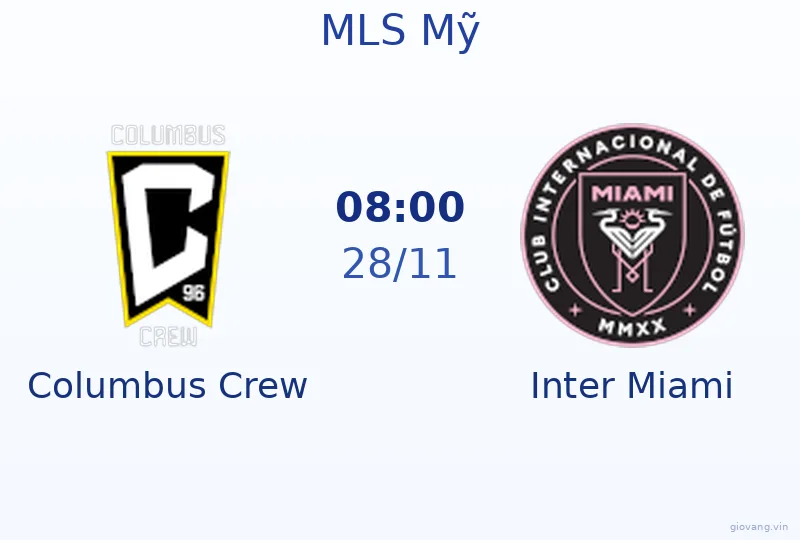 MLS Mỹ
COLUMBUS
C
96
CREW
08:00
28/11
CLUB INTERNACIONAL DE FÚTBOL
MIAMI
MMXX
Columbus Crew
Inter Miami
giovang.vin